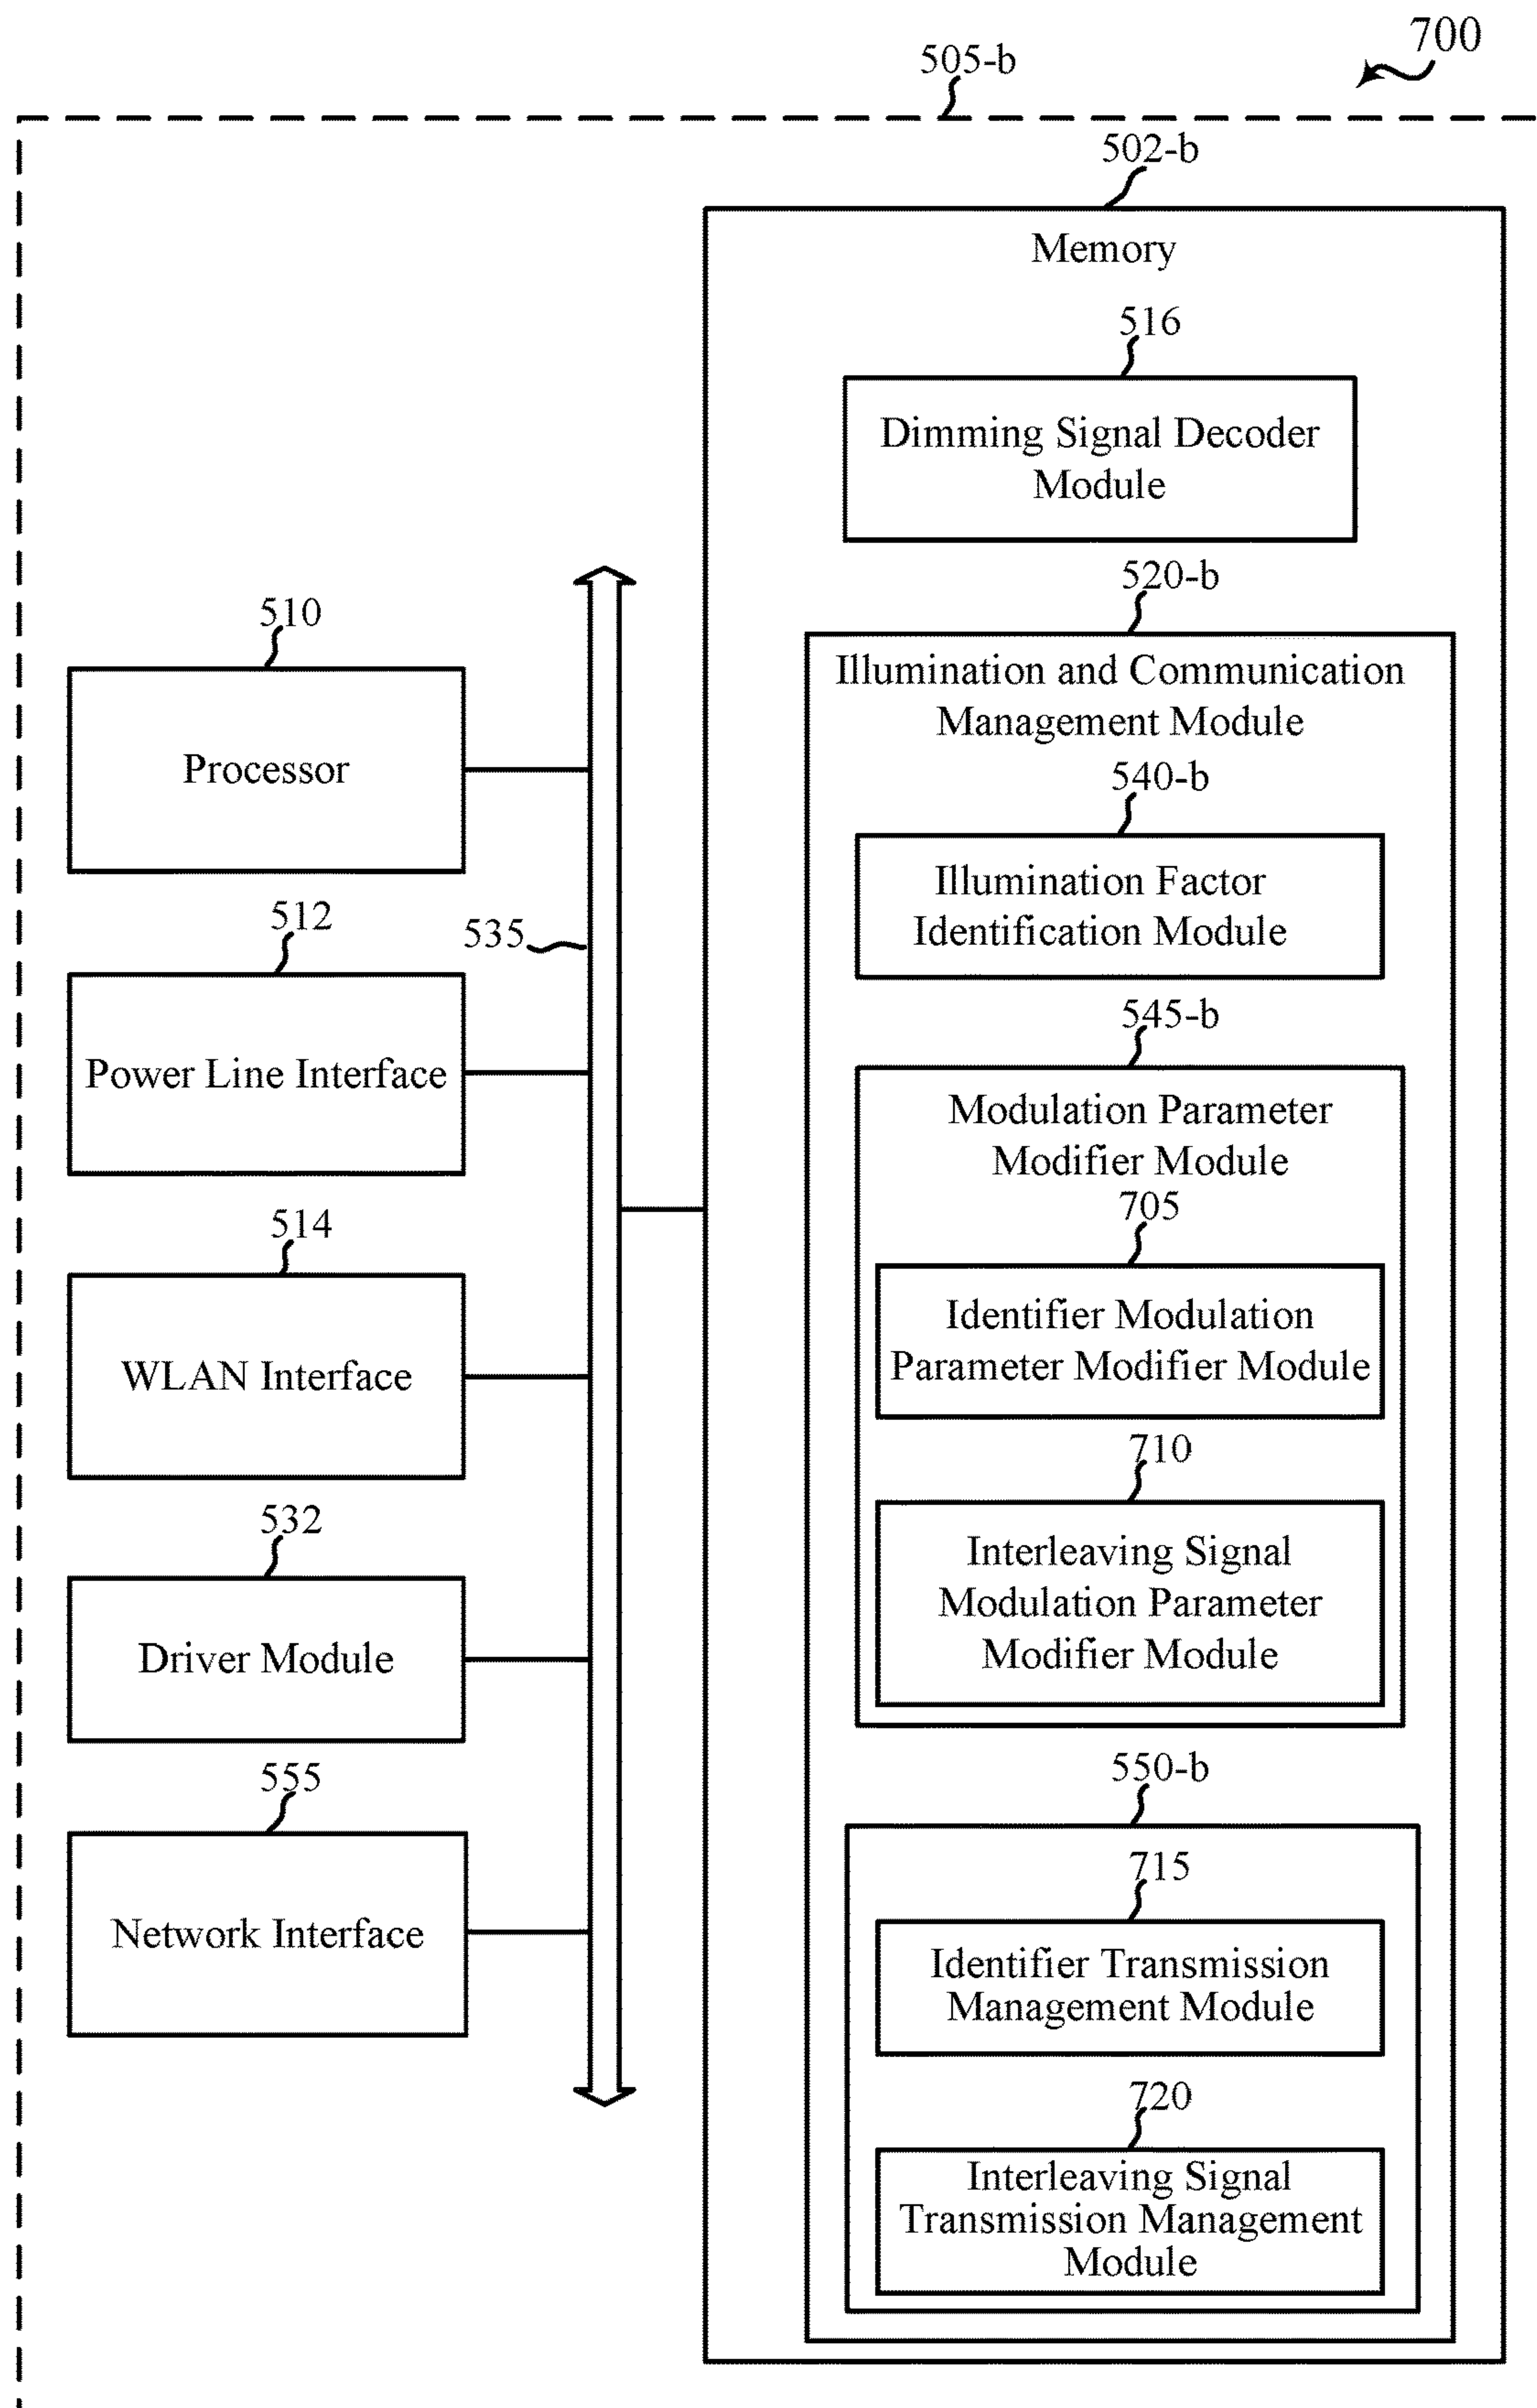 700
505-b
502-b
Memory
516
Dimming Signal Decoder
Module
520-b
Illumination and Communication
Management Module
540-b
Illumination Factor
Identification Module
545-b
Modulation Parameter
Modifier Module
705
Identifier Modulation
Parameter Modifier Module
710
Interleaving Signal
Modulation Parameter
Modifier Module
550-b
715
Identifier Transmission
Management Module
720
Interleaving Signal
Transmission Management
Module
510
Processor
535
512
Power Line Interface
514
WLAN Interface
532
Driver Module
555
Network Interface